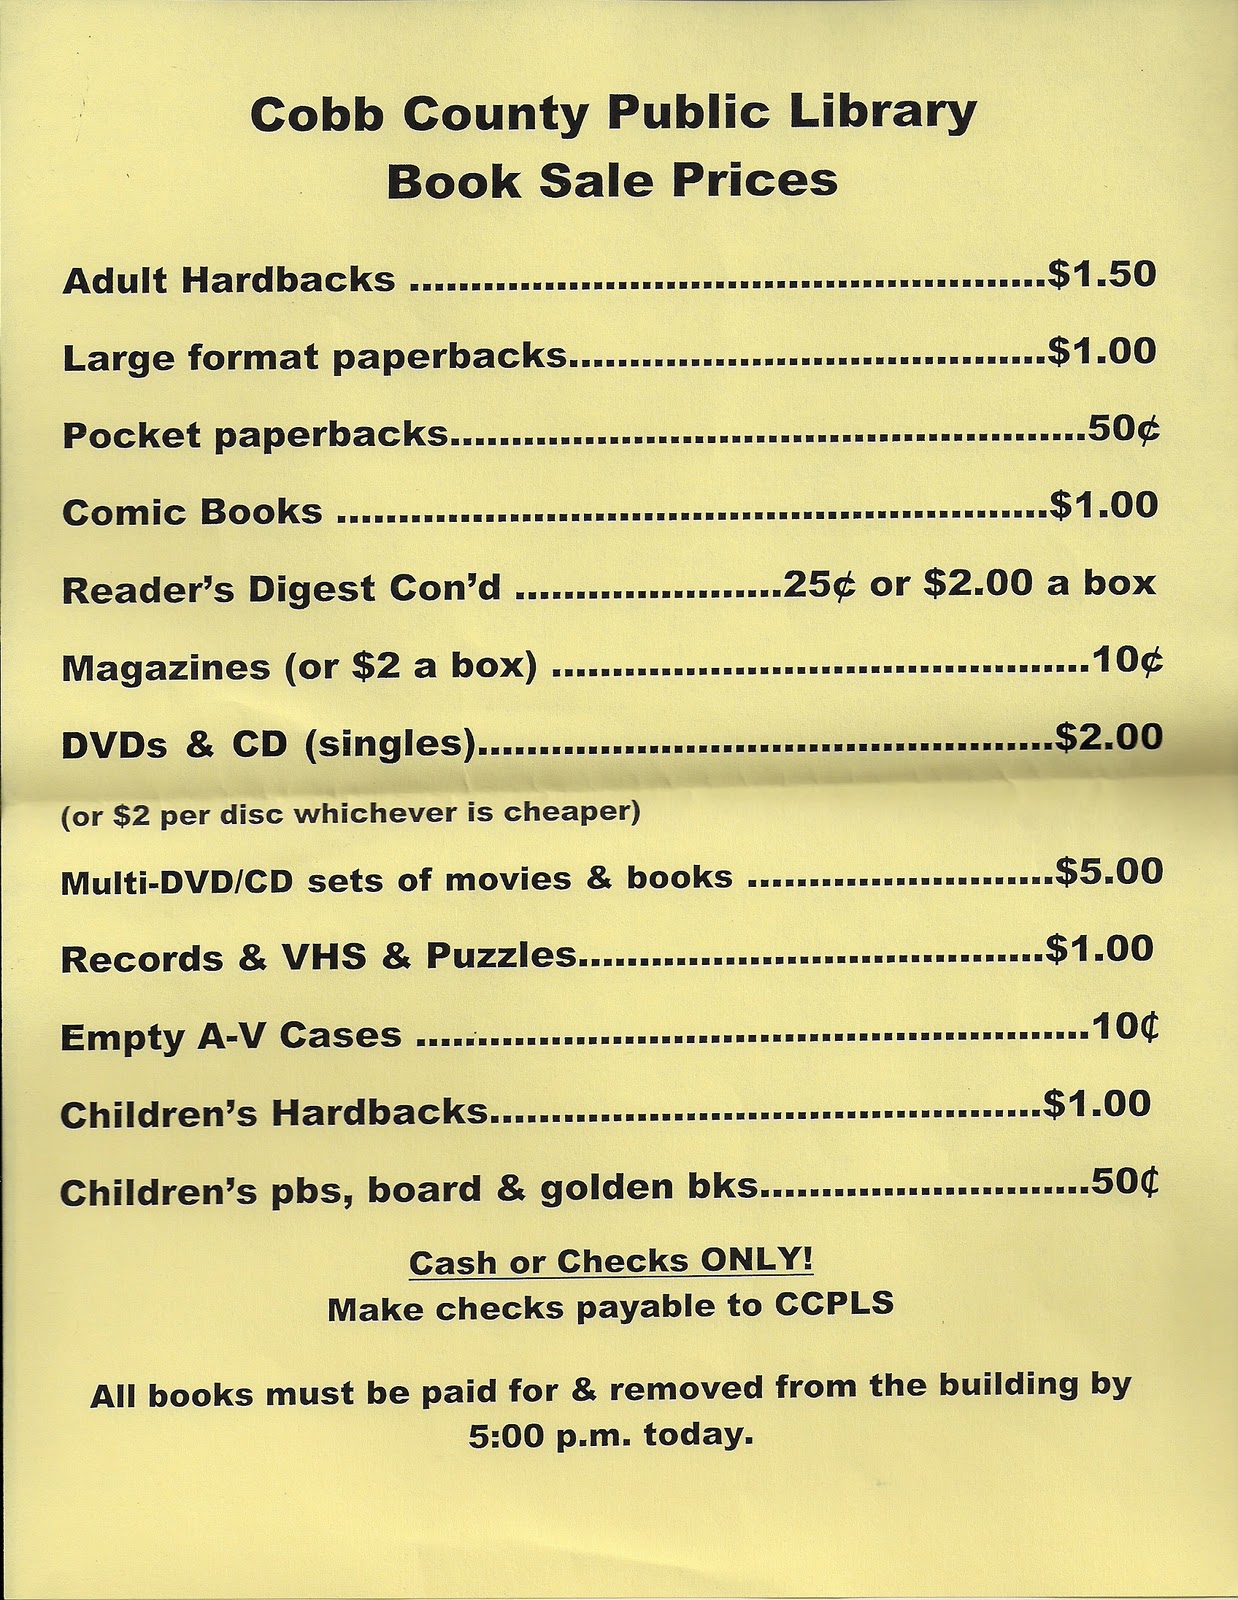 Cobb County Public Library
Book Sale Prices
Adult Hardbacks ....................................................$1.50
Large format paperbacks.......................................$1.00
Pocket paperbacks....................................................50¢
Comic Books ..........................................................$1.00
Reader's Digest Con'd ......................25¢ or $2.00 a box
Magazines (or $2 a box) ............................................10¢
DVDs & CD (singles)...............................................$2.00
(or $2 per disc whichever is cheaper)
Multi-DVD/CD sets of movies & books .........................$5.00
Records & VHS & Puzzles......................................$1.00
Empty A-V Cases .......................................................10¢
Children's Hardbacks.............................................$1.00
Children's pbs, board & golden bks...........................50¢
Cash or Checks ONLY!
Make checks payable to CCPLS
All books must be paid for & removed from the building by
5:00 p.m. today.